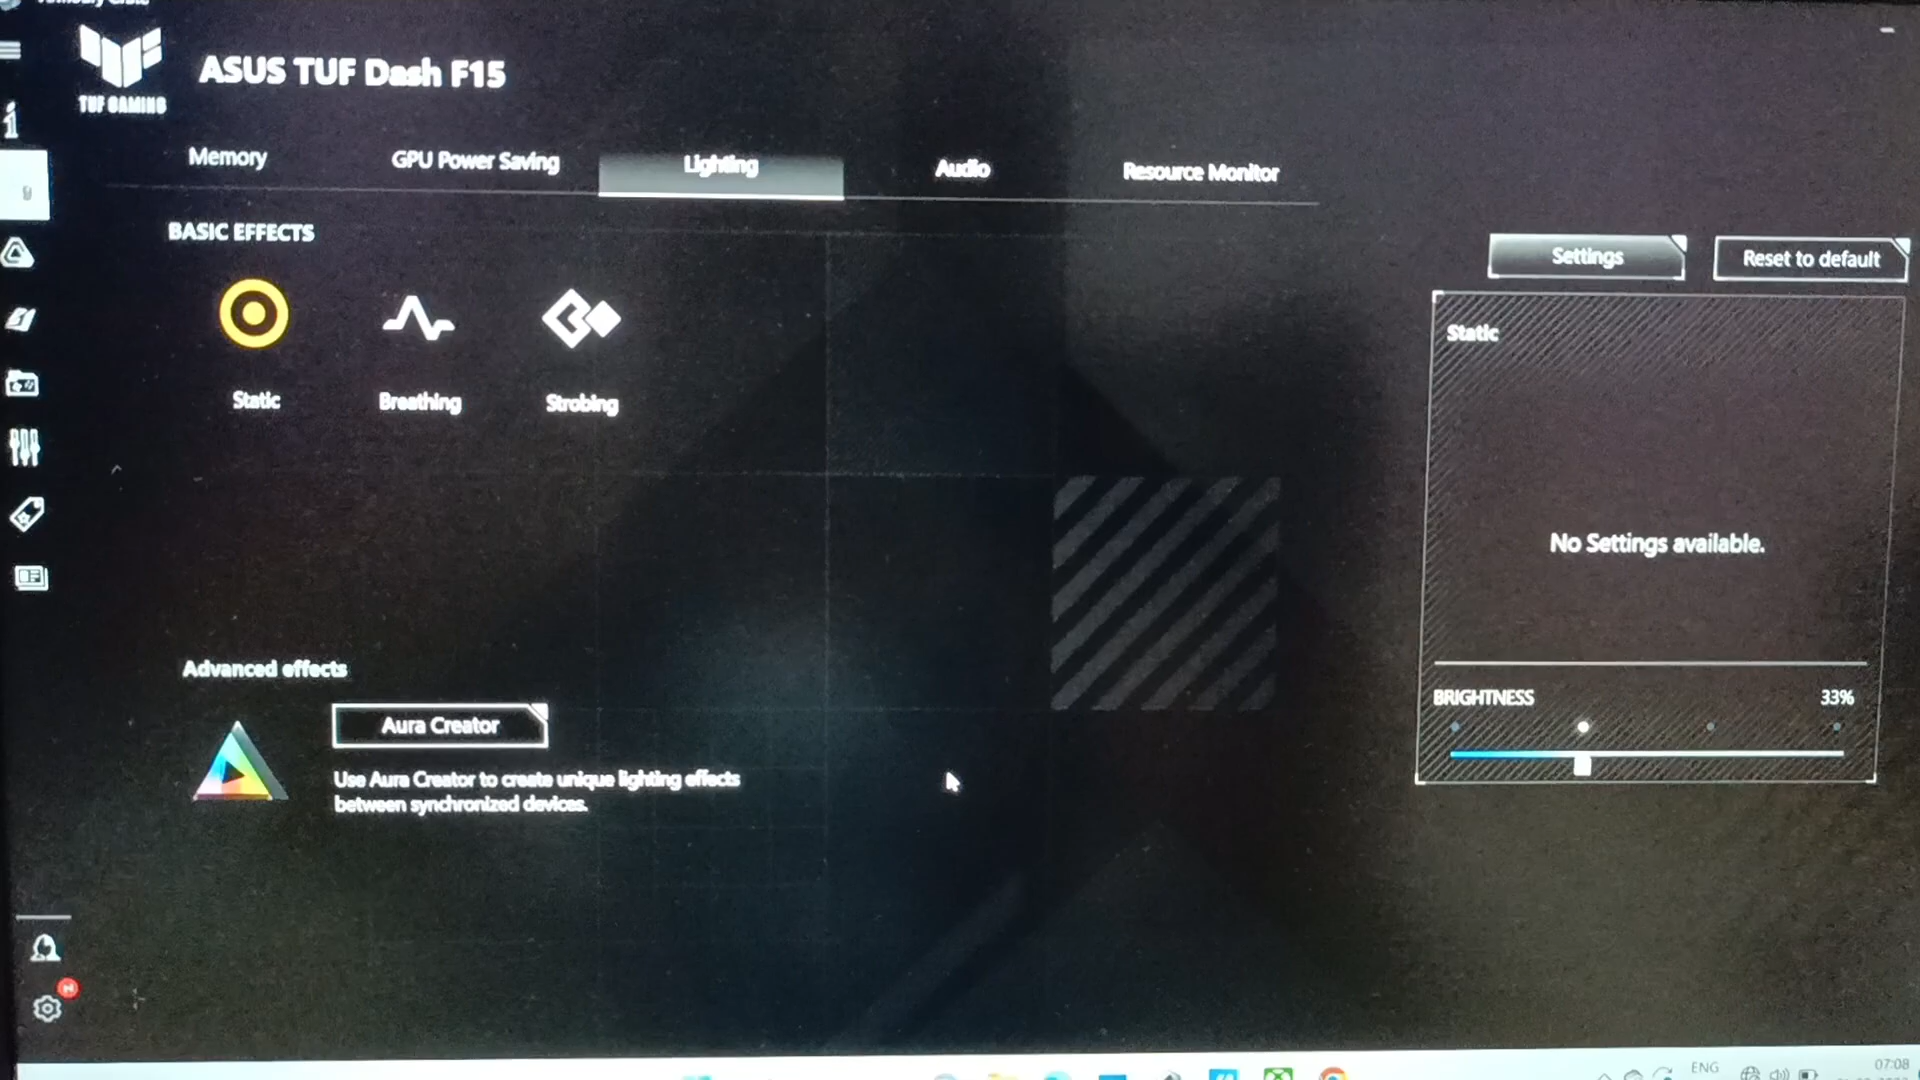 ASUS TUF Dash F15
TUF GAMING
Memory
GPU Power Saving
Lighting
Audio
Resource Monitor
BASIC EFFECTS
Settings
Reset to default
Static
Breathing
Strobing
Static
No Settings available.
Advanced effects
BRIGHTNESS
33%
Aura Creator
Use Aura Creator to create unique lighting effects
between synchronized devices.
N
ENG
07:08